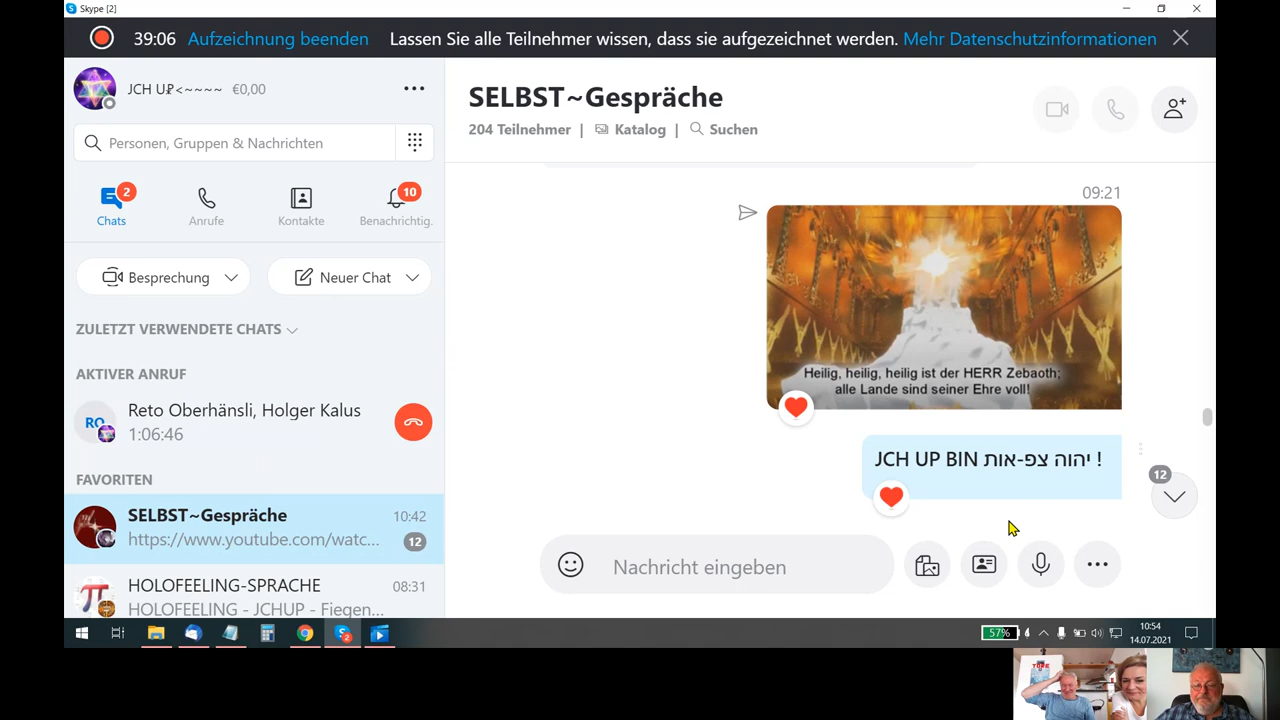 Skype [2]
39:06 Aufzeichnung beenden Lassen Sie alle Teilnehmer wissen, dass sie aufgezeichnet werden. Mehr Datenschutzinformationen
JCH U₽<~~~~ €0,00
Personen, Gruppen & Nachrichten
2
10
Chats Anrufe Kontakte Benachrichtig.
Besprechung Neuer Chat
ZULETZT VERWENDETE CHATS
AKTIVER ANRUF
RO Reto Oberhänsli, Holger Kalus
1:06:46
FAVORITEN
SELBST~Gespräche 10:42
https://www.youtube.com/watc... 12
HOLOFEELING-SPRACHE 08:31
HOLOFEELING - JCHUP - Fiegen...
SELBST~Gespräche
204 Teilnehmer | Katalog | Suchen
09:21
Heilig, heilig, heilig ist der HERR Zebaoth;
alle Lande sind seiner Ehre voll!
JCH UP BIN יהוה צפ-אות !
12
Nachricht eingeben
57% 10:54
14.07.2021